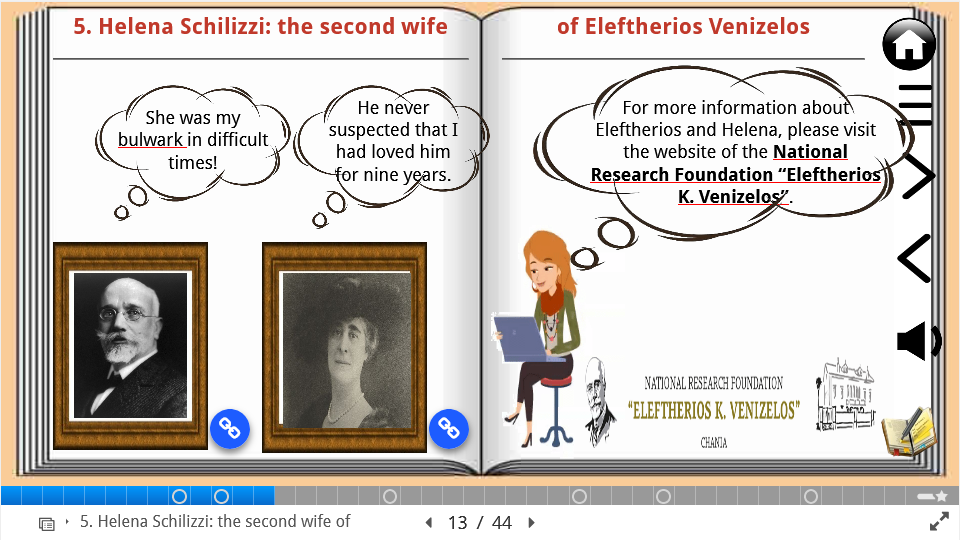 5. Helena Schilizzi: the second wife of Eleftherios Venizelos
She was my
bulwark in difficult
times!
He never
suspected that I
had loved him
for nine years.
For more information about
Eleftherios and Helena, please visit
the website of the National
Research Foundation “Eleftherios
K. Venizelos”.
NATIONAL RESEARCH FOUNDATION
“ELEFTHERIOS K. VENIZELOS”
CHANIA
5. Helena Schilizzi: the second wife of
13 / 44